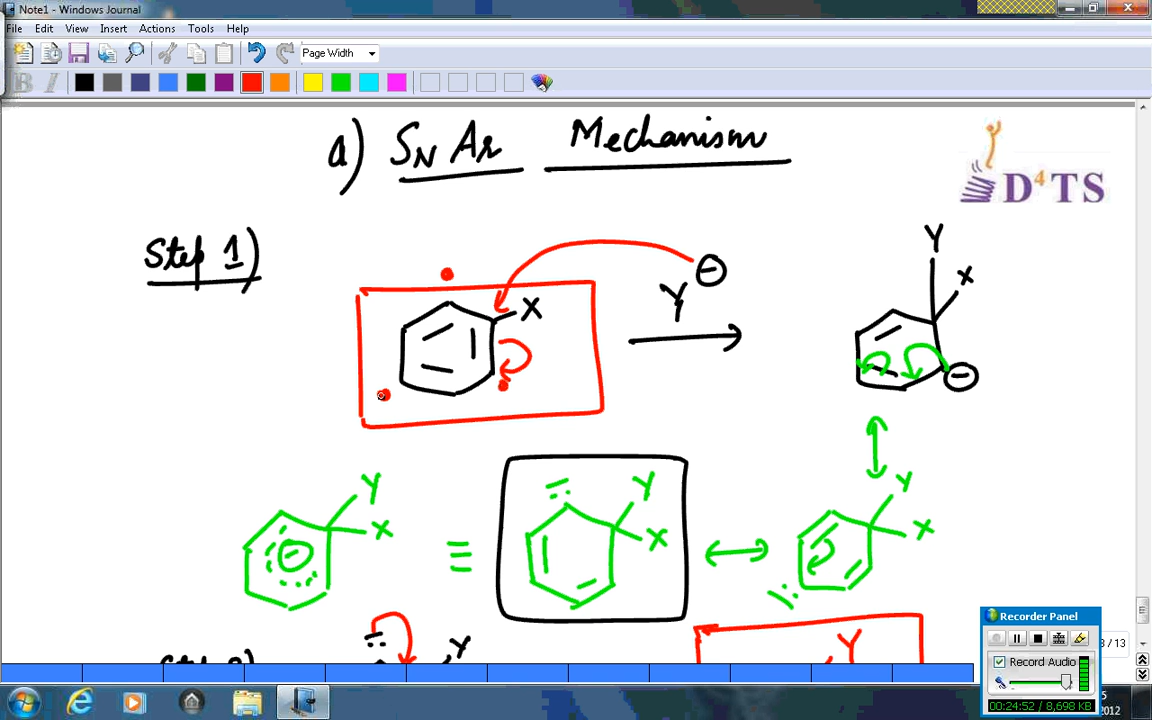 Note1 - Windows Journal
File Edit View Insert Actions Tools Help
Page Width
B I
a) SN Ar Mechanism
D4TS
Step 1)
X
Y
Y
X
Y
X
Y
X
Y
X
Y
Y
Recorder Panel
Record Audio
00:24:52 / 8,698 KB
/ 13
2012